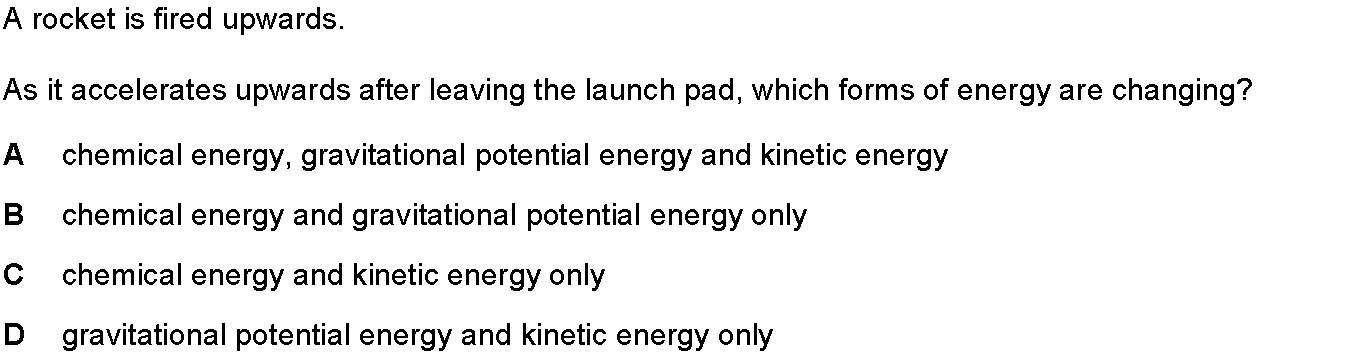 A rocket is fired upwards.
As it accelerates upwards after leaving the launch pad, which forms of energy are changing?
A chemical energy, gravitational potential energy and kinetic energy
B chemical energy and gravitational potential energy only
C chemical energy and kinetic energy only
D gravitational potential energy and kinetic energy only